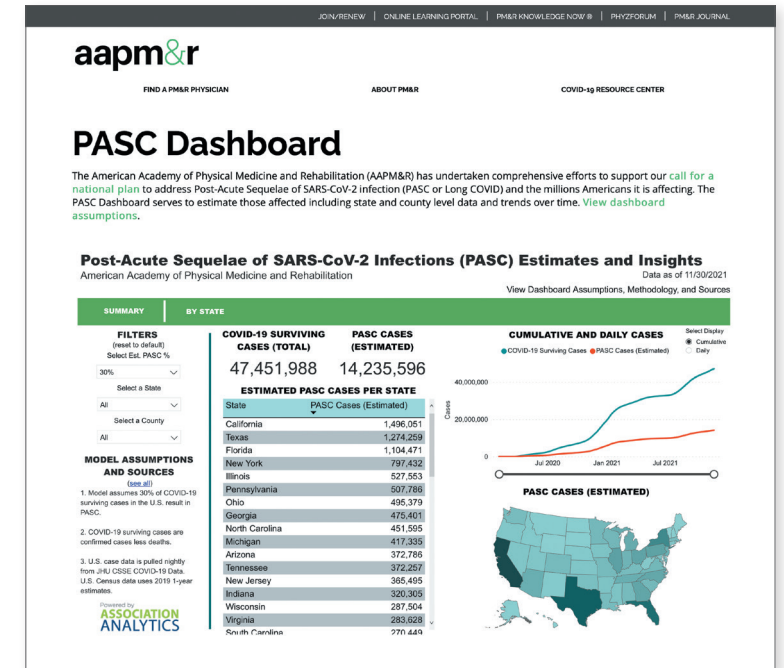 JOIN/RENEW | ONLINE LEARNING PORTAL | PM&R KNOWLEDGE NOW ® | PHYZFORUM | PM&R JOURNAL
aapm&r
FIND A PM&R PHYSICIAN
ABOUT PM&R
COVID-19 RESOURCE CENTER
PASC Dashboard
The American Academy of Physical Medicine and Rehabilitation (AAPM&R) has undertaken comprehensive efforts to support our call for a
national plan to address Post-Acute Sequelae of SARS-CoV-2 infection (PASC or Long COVID) and the millions Americans it is affecting. The
PASC Dashboard serves to estimate those affected including state and county level data and trends over time. View dashboard
assumptions.
Post-Acute Sequelae of SARS-CoV-2 Infections (PASC) Estimates and Insights
American Academy of Physical Medicine and Rehabilitation
Data as of 11/30/2021
View Dashboard Assumptions, Methodology, and Sources
SUMMARY
BY STATE
FILTERS
(reset to default)
Select Est. PASC %
30%
Select a State
All
Select a County
All
MODEL ASSUMPTIONS
AND SOURCES
(see all)
1. Model assumes 30% of COVID-19
surviving cases in the U.S. result in
PASC.
2. COVID-19 surviving cases are
confirmed cases less deaths.
3. U.S. case data is pulled nightly
from JHU CSSE COVID-19 Data.
U.S. Census data uses 2019 1-year
estimates.
Powered by
ASSOCIATION
ANALYTICS
COVID-19 SURVIVING
CASES (TOTAL)
47,451,988
PASC CASES
(ESTIMATED)
14,235,596
ESTIMATED PASC CASES PER STATE
State PASC Cases (Estimated)
California 1,496,051
Texas 1,274,259
Florida 1,104,471
New York 797,432
Illinois 527,553
Pennsylvania 507,786
Ohio 495,379
Georgia 475,401
North Carolina 451,595
Michigan 417,335
Arizona 372,786
Tennessee 372,257
New Jersey 365,495
Indiana 320,305
Wisconsin 287,504
Virginia 283,628
South Carolina 270,449
CUMULATIVE AND DAILY CASES
Select Display
Cumulative
Daily
COVID-19 Surviving Cases PASC Cases (Estimated)
Cases
40,000,000
20,000,000
0
Jul 2020 Jan 2021 Jul 2021
PASC CASES (ESTIMATED)